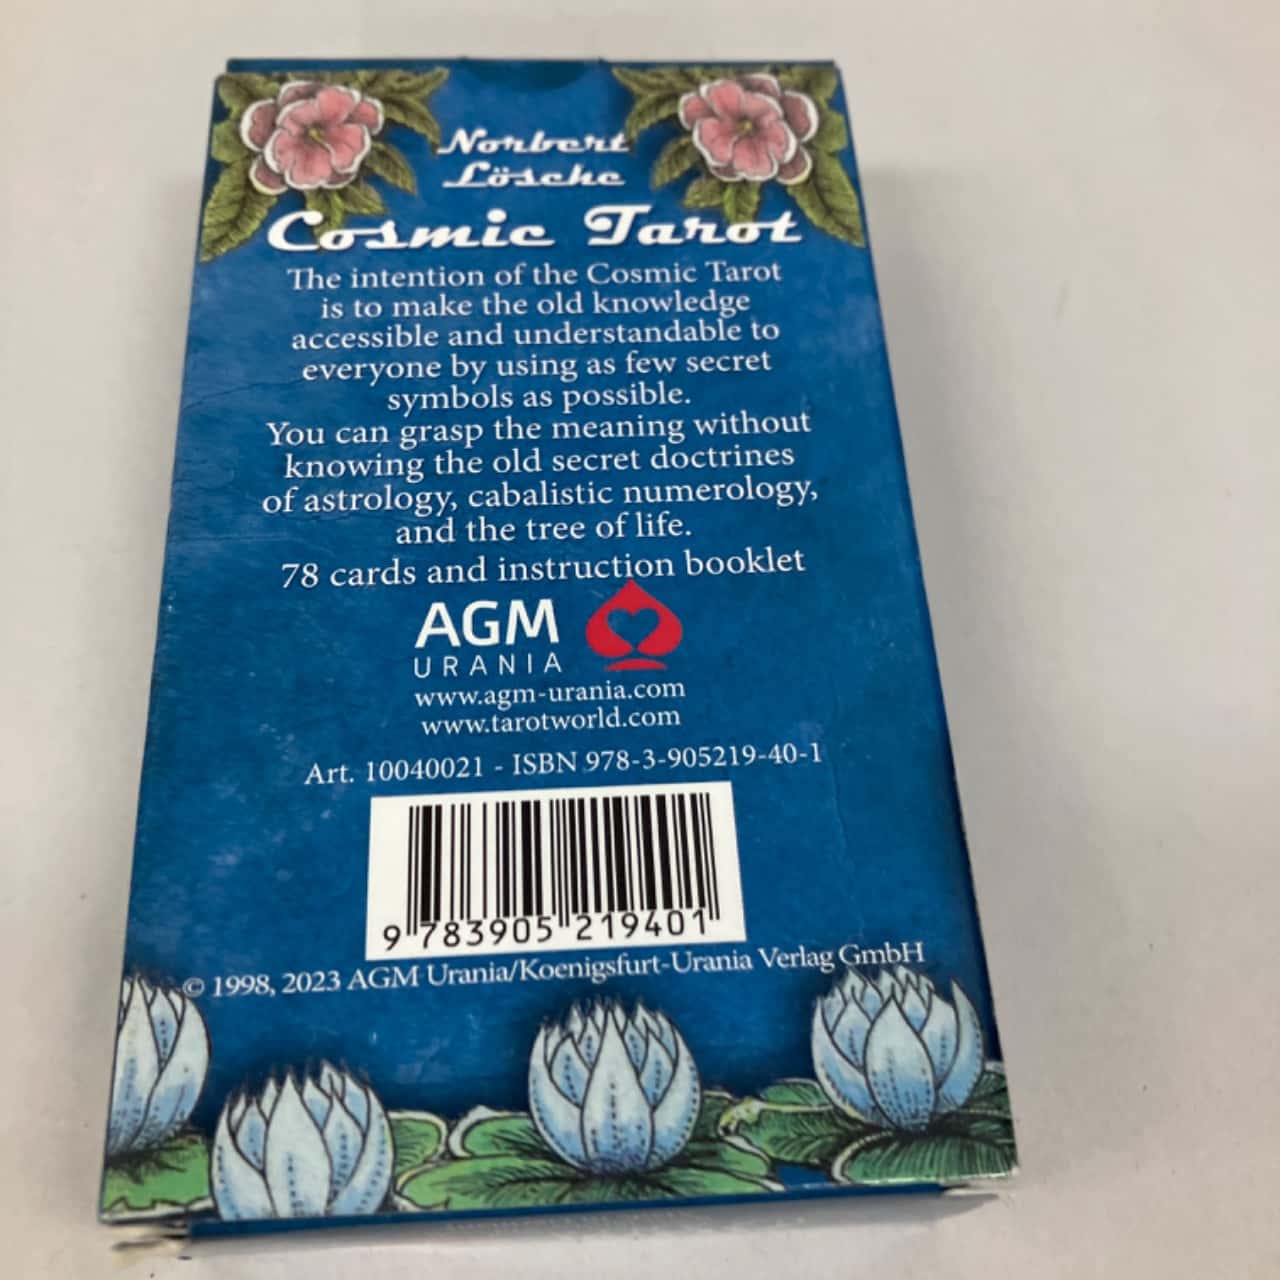 Norbert
Lösche
Cosmic Tarot
The intention of the Cosmic Tarot
is to make the old knowledge
accessible and understandable to
everyone by using as few secret
symbols as possible.
You can grasp the meaning without
knowing the old secret doctrines
of astrology, cabalistic numerology,
and the tree of life.
78 cards and instruction booklet
AGM
URANIA
www.agm-urania.com
www.tarotworld.com
Art. 10040021 - ISBN 978-3-905219-40-1
9 783905 219401
© 1998, 2023 AGM Urania/Koenigsfurt-Urania Verlag GmbH